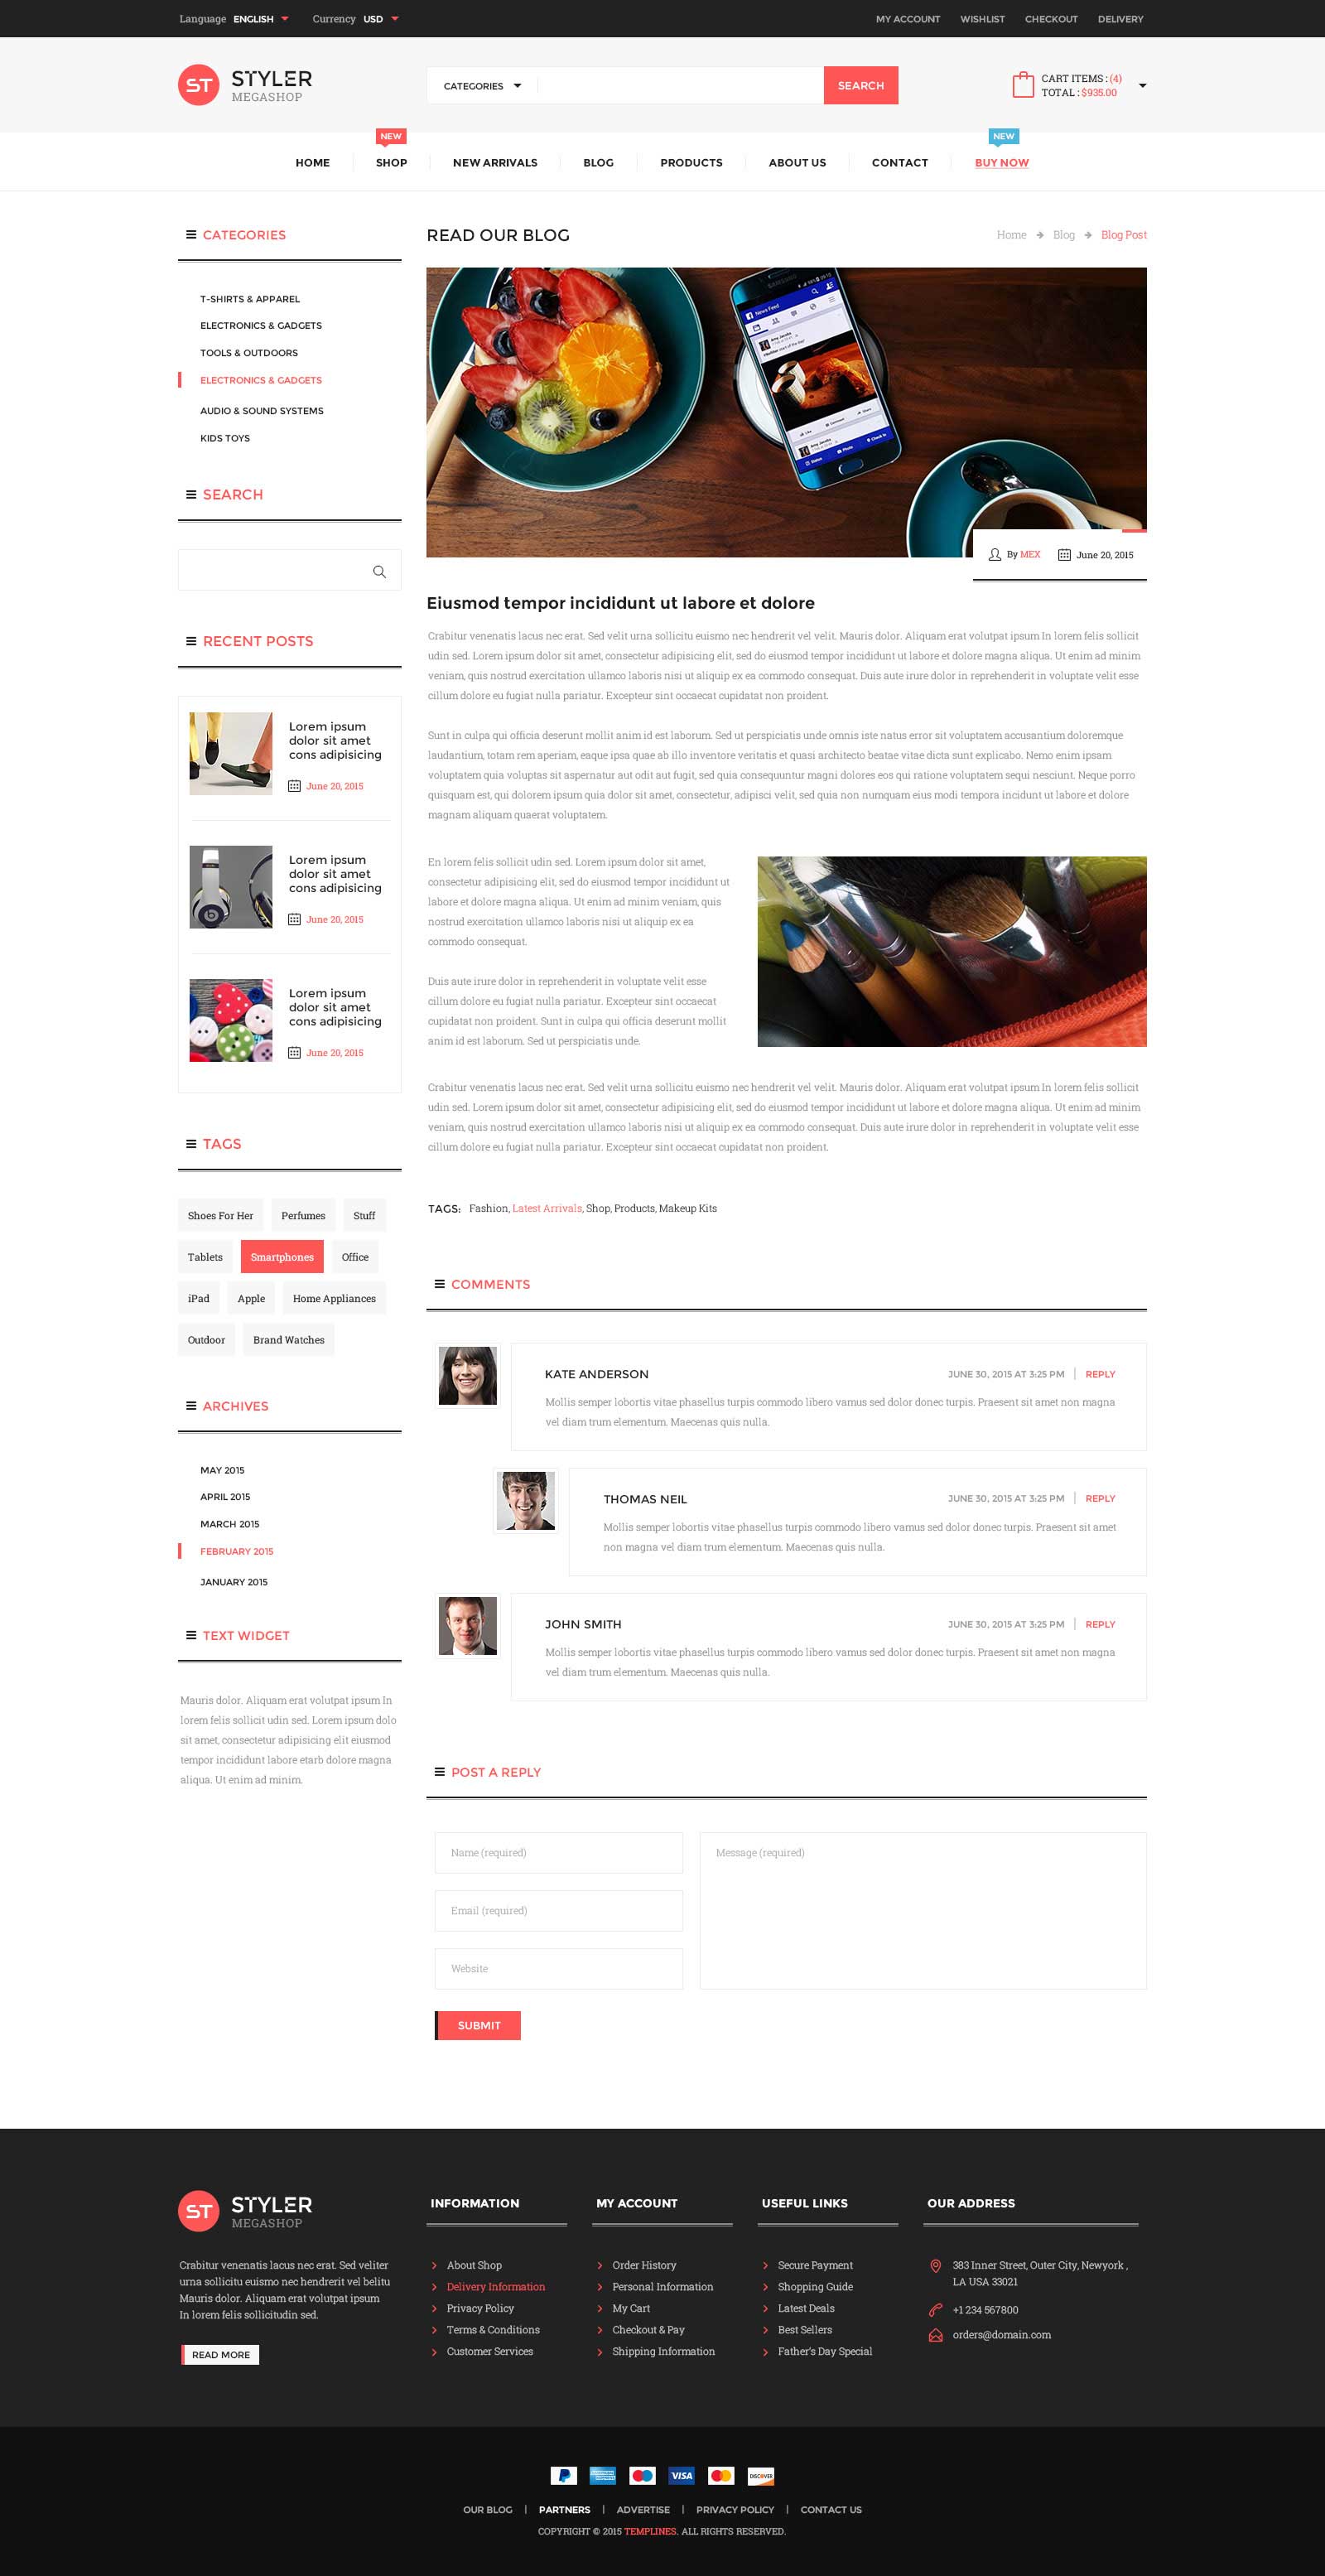 Language ENGLISH Currency USD MY ACCOUNT WISHLIST CHECKOUT DELIVERY
ST STYLER
MEGASHOP
CATEGORIES SEARCH
CART ITEMS : (4)
TOTAL : $935.00
NEW NEW
HOME SHOP NEW ARRIVALS BLOG PRODUCTS ABOUT US CONTACT BUY NOW
CATEGORIES
T-SHIRTS & APPAREL
ELECTRONICS & GADGETS
TOOLS & OUTDOORS
ELECTRONICS & GADGETS
AUDIO & SOUND SYSTEMS
KIDS TOYS
SEARCH
RECENT POSTS
Lorem ipsum
dolor sit amet
cons adipisicing
June 20, 2015
Lorem ipsum
dolor sit amet
cons adipisicing
June 20, 2015
Lorem ipsum
dolor sit amet
cons adipisicing
June 20, 2015
TAGS
Shoes For Her Perfumes Stuff
Tablets Smartphones Office
iPad Apple Home Appliances
Outdoor Brand Watches
ARCHIVES
MAY 2015
APRIL 2015
MARCH 2015
FEBRUARY 2015
JANUARY 2015
TEXT WIDGET
Mauris dolor. Aliquam erat volutpat ipsum In
lorem felis sollicit udin sed. Lorem ipsum dolo
sit amet, consectetur adipisicing elit eiusmod
tempor incididunt labore etarb dolore magna
aliqua. Ut enim ad minim.
READ OUR BLOG
Home Blog Blog Post
SAMSUNG
News Feed
By MEX June 20, 2015
Eiusmod tempor incididunt ut labore et dolore
Crabitur venenatis lacus nec erat. Sed velit urna sollicitu euismo nec hendrerit vel velit. Mauris dolor. Aliquam erat volutpat ipsum In lorem felis sollicit
udin sed. Lorem ipsum dolor sit amet, consectetur adipisicing elit, sed do eiusmod tempor incididunt ut labore et dolore magna aliqua. Ut enim ad minim
veniam, quis nostrud exercitation ullamco laboris nisi ut aliquip ex ea commodo consequat. Duis aute irure dolor in reprehenderit in voluptate velit esse
cillum dolore eu fugiat nulla pariatur. Excepteur sint occaecat cupidatat non proident.
Sunt in culpa qui officia deserunt mollit anim id est laborum. Sed ut perspiciatis unde omnis iste natus error sit voluptatem accusantium doloremque
laudantium, totam rem aperiam, eaque ipsa quae ab illo inventore veritatis et quasi architecto beatae vitae dicta sunt explicabo. Nemo enim ipsam
voluptatem quia voluptas sit aspernatur aut odit aut fugit, sed quia consequuntur magni dolores eos qui ratione voluptatem sequi nesciunt. Neque porro
quisquam est, qui dolorem ipsum quia dolor sit amet, consectetur, adipisci velit, sed quia non numquam eius modi tempora incidunt ut labore et dolore
magnam aliquam quaerat voluptatem.
En lorem felis sollicit udin sed. Lorem ipsum dolor sit amet,
consectetur adipisicing elit, sed do eiusmod tempor incididunt ut
labore et dolore magna aliqua. Ut enim ad minim veniam, quis
nostrud exercitation ullamco laboris nisi ut aliquip ex ea
commodo consequat.
Duis aute irure dolor in reprehenderit in voluptate velit esse
cillum dolore eu fugiat nulla pariatur. Excepteur sint occaecat
cupidatat non proident. Sunt in culpa qui officia deserunt mollit
anim id est laborum. Sed ut perspiciatis unde.
Crabitur venenatis lacus nec erat. Sed velit urna sollicitu euismo nec hendrerit vel velit. Mauris dolor. Aliquam erat volutpat ipsum In lorem felis sollicit
udin sed. Lorem ipsum dolor sit amet, consectetur adipisicing elit, sed do eiusmod tempor incididunt ut labore et dolore magna aliqua. Ut enim ad minim
veniam, quis nostrud exercitation ullamco laboris nisi ut aliquip ex ea commodo consequat. Duis aute irure dolor in reprehenderit in voluptate velit esse
cillum dolore eu fugiat nulla pariatur. Excepteur sint occaecat cupidatat non proident.
TAGS: Fashion, Latest Arrivals, Shop, Products, Makeup Kits
COMMENTS
KATE ANDERSON JUNE 30, 2015 AT 3:25 PM REPLY
Mollis semper lobortis vitae phasellus turpis commodo libero vamus sed dolor donec turpis. Praesent sit amet non magna
vel diam trum elementum. Maecenas quis nulla.
THOMAS NEIL JUNE 30, 2015 AT 3:25 PM REPLY
Mollis semper lobortis vitae phasellus turpis commodo libero vamus sed dolor donec turpis. Praesent sit amet
non magna vel diam trum elementum. Maecenas quis nulla.
JOHN SMITH JUNE 30, 2015 AT 3:25 PM REPLY
Mollis semper lobortis vitae phasellus turpis commodo libero vamus sed dolor donec turpis. Praesent sit amet non magna
vel diam trum elementum. Maecenas quis nulla.
POST A REPLY
Name (required) Message (required)
Email (required)
Website
SUBMIT
ST STYLER
MEGASHOP
Crabitur venenatis lacus nec erat. Sed veliter
urna sollicitu euismo nec hendrerit vel belitu
Mauris dolor. Aliquam erat volutpat ipsum
In lorem felis sollicitudin sed.
READ MORE
INFORMATION
About Shop
Delivery Information
Privacy Policy
Terms & Conditions
Customer Services
MY ACCOUNT
Order History
Personal Information
My Cart
Checkout & Pay
Shipping Information
USEFUL LINKS
Secure Payment
Shopping Guide
Latest Deals
Best Sellers
Father's Day Special
OUR ADDRESS
383 Inner Street, Outer City, Newyork ,
LA USA 33021
+1 234 567800
orders@domain.com
VISA DISCOVER
OUR BLOG | PARTNERS | ADVERTISE | PRIVACY POLICY | CONTACT US
COPYRIGHT © 2015 TEMPLINES. ALL RIGHTS RESERVED.